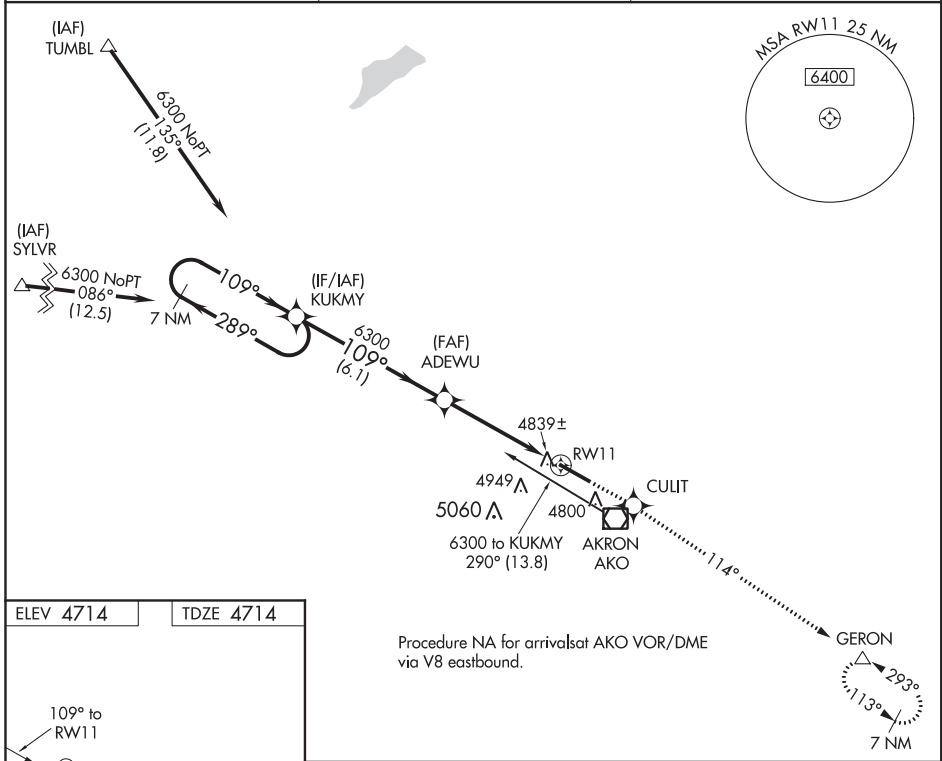 (IAF)
TUMBL
6300 NoPT
135°
(11.8)
MSA RW11 25 NM
6400
(IAF)
SYLVR
6300 NoPT
086°
(12.5)
7 NM
109°
289°
(IF/IAF)
KUKMY
6300
109°
(6.1)
(FAF)
ADEWU
4839±
RW11
4949
5060
4800
CULIT
6300 to KUKMY
290° (13.8)
AKRON
AKO
114°
GERON
293°
113°
7 NM
Procedure NA for arrivalsat AKO VOR/DME
via V8 eastbound.
ELEV 4714
TDZE 4714
109° to
RW11